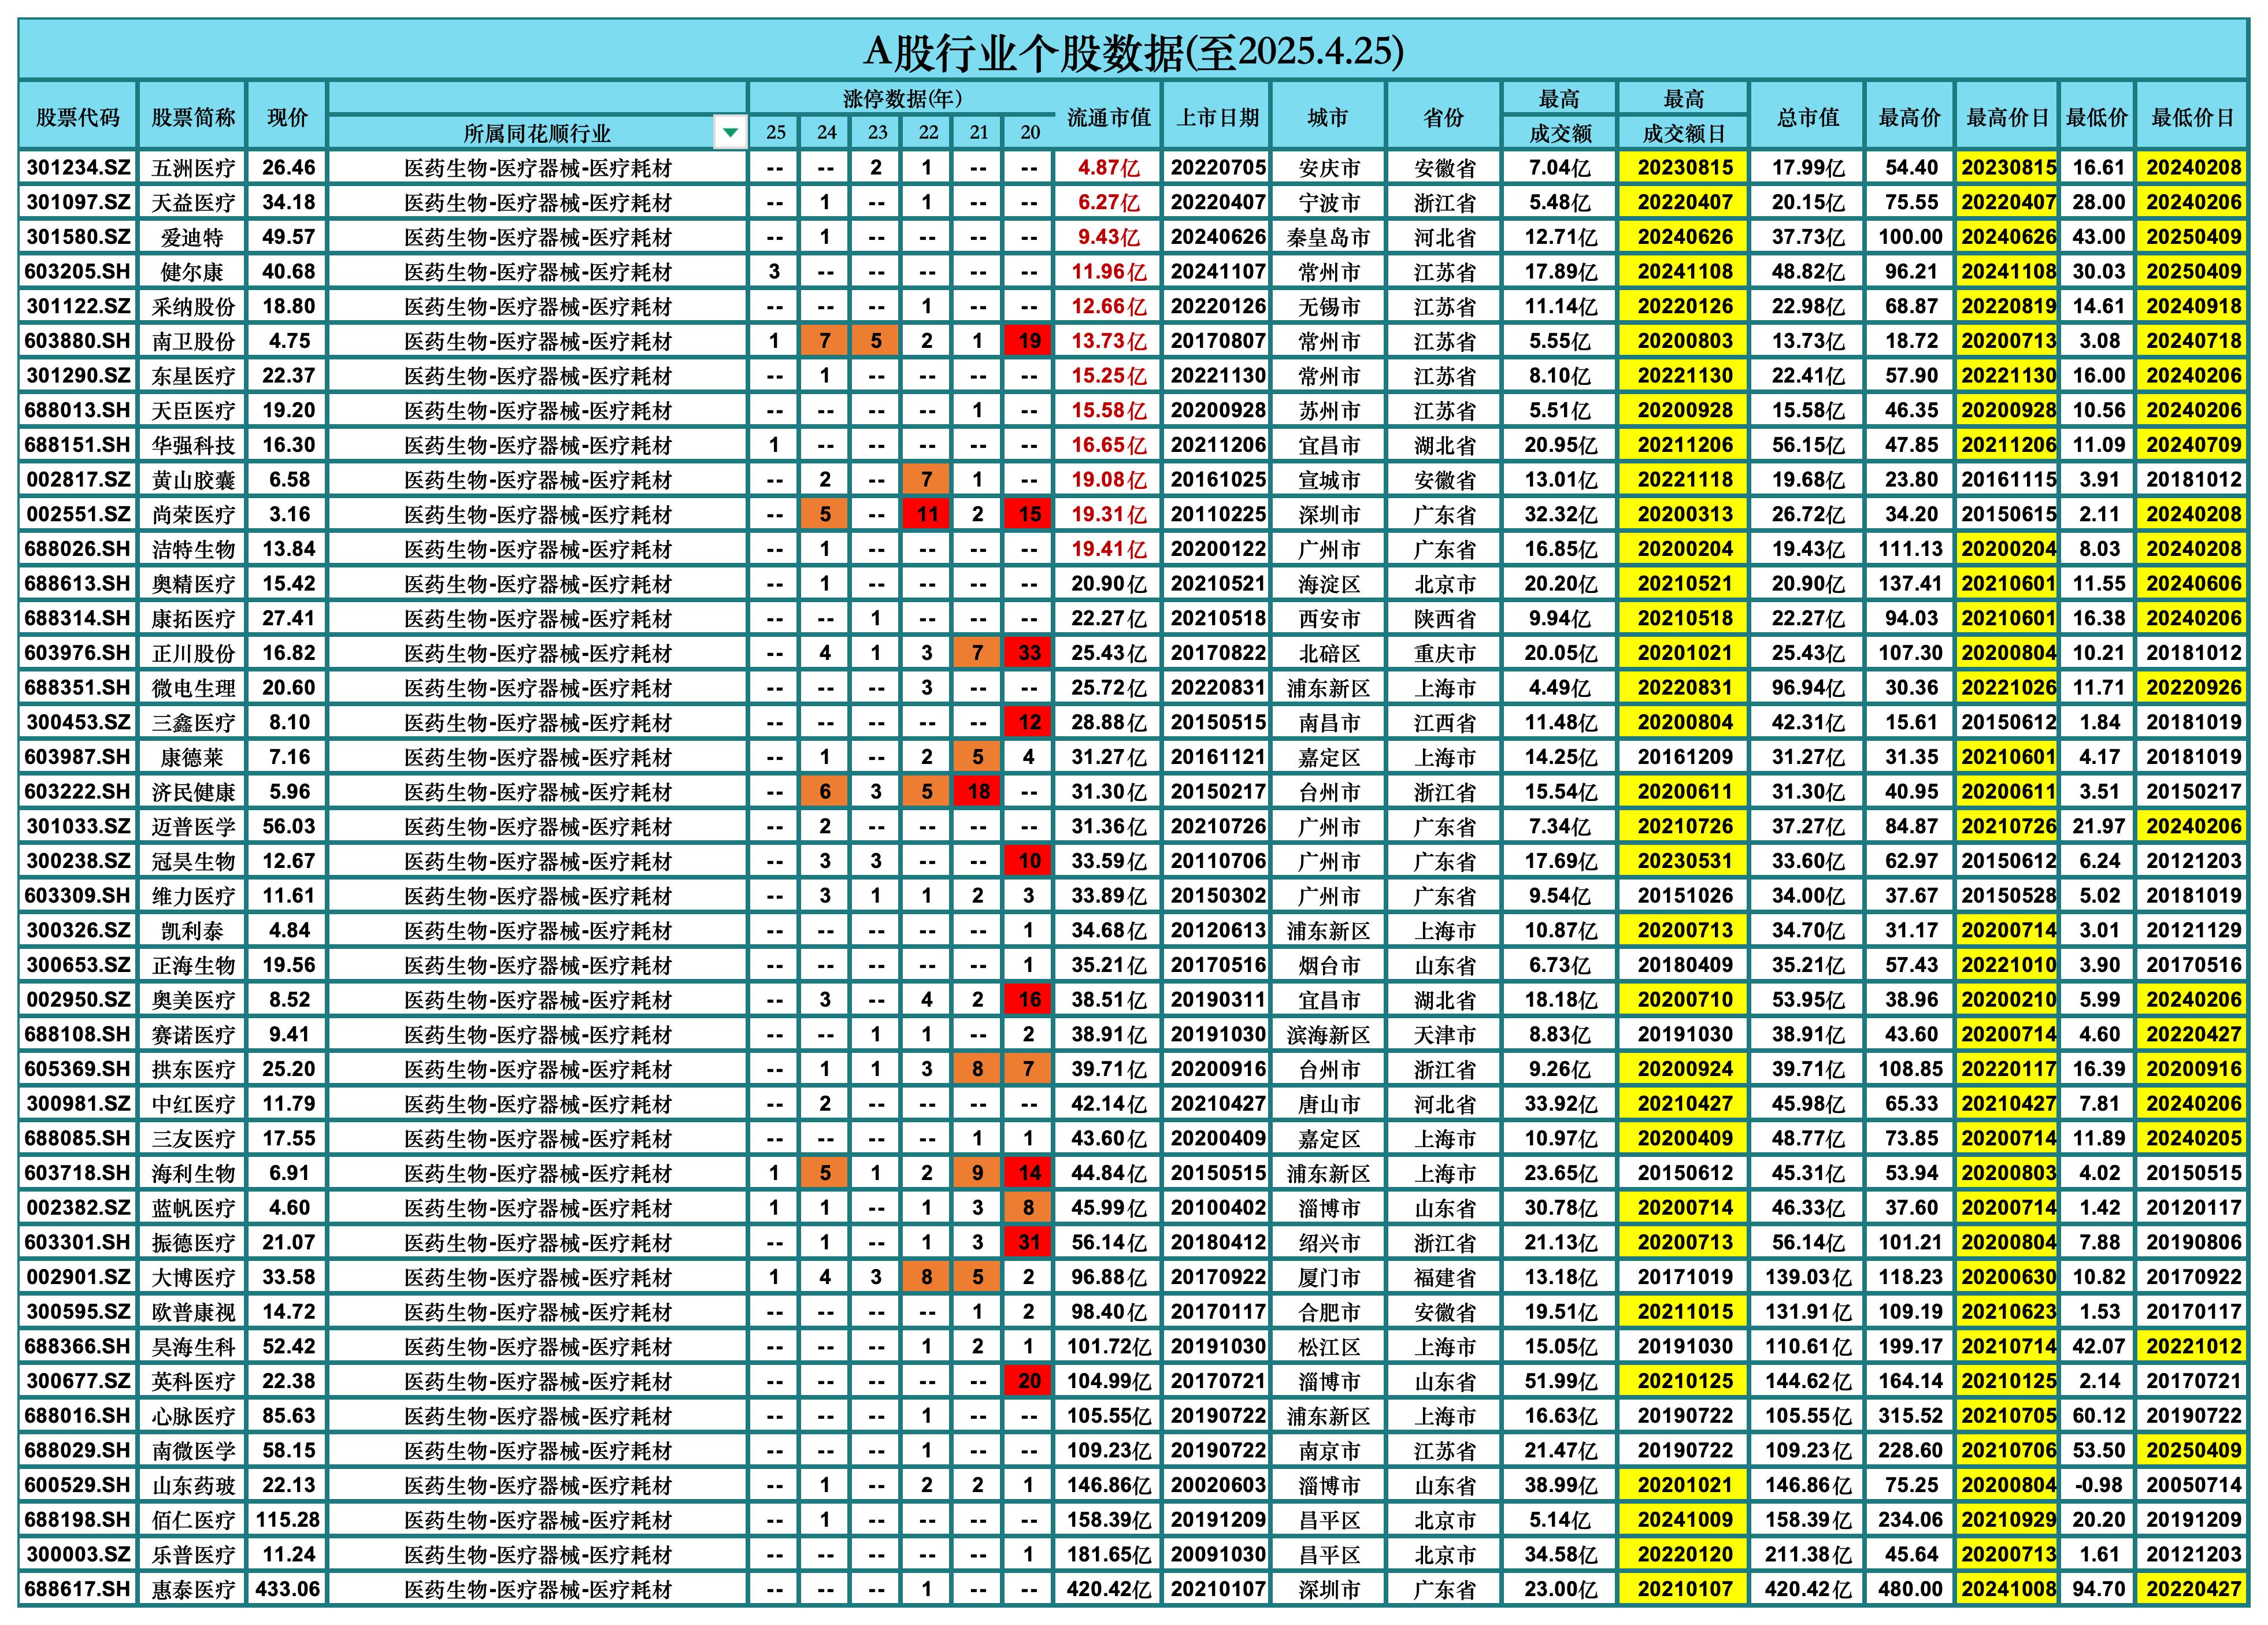 A股行业个股数据(至2025.4.25)
股票代码 股票简称 现价 所属同花顺行业 涨停数据(年) 25 24 23 22 21 20 流通市值 上市日期 城市 省份 最高成交额 最高成交额日 总市值 最高价 最高价日 最低价 最低价日
301234.SZ 五洲医疗 26.46 医药生物-医疗器械-医疗耗材 -- -- 2 1 -- -- 4.87亿 20220705 安庆市 安徽省 7.04亿 20230815 17.99亿 54.40 20230815 16.61 20240208
301097.SZ 天益医疗 34.18 医药生物-医疗器械-医疗耗材 -- 1 -- 1 -- -- 6.27亿 20220407 宁波市 浙江省 5.48亿 20220407 20.15亿 75.55 20220407 28.00 20240206
301580.SZ 爱迪特 49.57 医药生物-医疗器械-医疗耗材 -- 1 -- -- -- -- 9.43亿 20240626 秦皇岛市 河北省 12.71亿 20240626 37.73亿 100.00 20240626 43.00 20250409
603205.SH 健尔康 40.68 医药生物-医疗器械-医疗耗材 3 -- -- -- -- -- 11.96亿 20241107 常州市 江苏省 17.89亿 20241108 48.82亿 96.21 20241108 30.03 20250409
301122.SZ 采纳股份 18.80 医药生物-医疗器械-医疗耗材 -- -- -- 1 -- -- 12.66亿 20220126 无锡市 江苏省 11.14亿 20220126 22.98亿 68.87 20220819 14.61 20240918
603880.SH 南卫股份 4.75 医药生物-医疗器械-医疗耗材 1 7 5 2 1 19 13.73亿 20170807 常州市 江苏省 5.55亿 20200803 13.73亿 18.72 20200713 3.08 20240718
301290.SZ 东星医疗 22.37 医药生物-医疗器械-医疗耗材 -- 1 -- -- -- -- 15.25亿 20221130 常州市 江苏省 8.10亿 20221130 22.41亿 57.90 20221130 16.00 20240206
688013.SH 天臣医疗 19.20 医药生物-医疗器械-医疗耗材 -- -- -- -- 1 -- 15.58亿 20200928 苏州市 江苏省 5.51亿 20200928 15.58亿 46.35 20200928 10.56 20240206
688151.SH 华强科技 16.30 医药生物-医疗器械-医疗耗材 1 -- -- -- -- -- 16.65亿 20211206 宜昌市 湖北省 20.95亿 20211206 56.15亿 47.85 20211206 11.09 20240709
002817.SZ 黄山胶囊 6.58 医药生物-医疗器械-医疗耗材 -- 2 -- 7 1 -- 19.08亿 20161025 宣城市 安徽省 13.01亿 20221118 19.68亿 23.80 20161115 3.91 20181012
002551.SZ 尚荣医疗 3.16 医药生物-医疗器械-医疗耗材 -- 5 -- 11 2 15 19.31亿 20110225 深圳市 广东省 32.32亿 20200313 26.72亿 34.20 20150615 2.11 20240208
688026.SH 洁特生物 13.84 医药生物-医疗器械-医疗耗材 -- 1 -- -- -- -- 19.41亿 20200122 广州市 广东省 16.85亿 20200204 19.43亿 111.13 20200204 8.03 20240208
688613.SH 奥精医疗 15.42 医药生物-医疗器械-医疗耗材 -- 1 -- -- -- -- 20.90亿 20210521 海淀区 北京市 20.20亿 20210521 20.90亿 137.41 20210601 11.55 20240606
688314.SH 康拓医疗 27.41 医药生物-医疗器械-医疗耗材 -- -- 1 -- -- -- 22.27亿 20210518 西安市 陕西省 9.94亿 20210518 22.27亿 94.03 20210601 16.38 20240206
603976.SH 正川股份 16.82 医药生物-医疗器械-医疗耗材 -- 4 1 3 7 33 25.43亿 20170822 北碚区 重庆市 20.05亿 20201021 25.43亿 107.30 20200804 10.21 20181012
688351.SH 微电生理 20.60 医药生物-医疗器械-医疗耗材 -- -- -- 3 -- -- 25.72亿 20220831 浦东新区 上海市 4.49亿 20220831 96.94亿 30.36 20221026 11.71 20220926
300453.SZ 三鑫医疗 8.10 医药生物-医疗器械-医疗耗材 -- -- -- -- -- 12 28.88亿 20150515 南昌市 江西省 11.48亿 20200804 42.31亿 15.61 20150612 1.84 20181019
603987.SH 康德莱 7.16 医药生物-医疗器械-医疗耗材 -- 1 -- 2 5 4 31.27亿 20161121 嘉定区 上海市 14.25亿 20161209 31.27亿 31.35 20210601 4.17 20181019
603222.SH 济民健康 5.96 医药生物-医疗器械-医疗耗材 -- 6 3 5 18 -- 31.30亿 20150217 台州市 浙江省 15.54亿 20200611 31.30亿 40.95 20200611 3.51 20150217
301033.SZ 迈普医学 56.03 医药生物-医疗器械-医疗耗材 -- 2 -- -- -- -- 31.36亿 20210726 广州市 广东省 7.34亿 20210726 37.27亿 84.87 20210726 21.97 20240206
300238.SZ 冠昊生物 12.67 医药生物-医疗器械-医疗耗材 -- 3 3 -- -- 10 33.59亿 20110706 广州市 广东省 17.69亿 20230531 33.60亿 62.97 20150612 6.24 20121203
603309.SH 维力医疗 11.61 医药生物-医疗器械-医疗耗材 -- 3 1 1 2 3 33.89亿 20150302 广州市 广东省 9.54亿 20151026 34.00亿 37.67 20150528 5.02 20181019
300326.SZ 凯利泰 4.84 医药生物-医疗器械-医疗耗材 -- -- -- -- -- 1 34.68亿 20120613 浦东新区 上海市 10.87亿 20200713 34.70亿 31.17 20200714 3.01 20121129
300653.SZ 正海生物 19.56 医药生物-医疗器械-医疗耗材 -- -- -- -- -- 1 35.21亿 20170516 烟台市 山东省 6.73亿 20180409 35.21亿 57.43 20221010 3.90 20170516
002950.SZ 奥美医疗 8.52 医药生物-医疗器械-医疗耗材 -- 3 -- 4 2 16 38.51亿 20190311 宜昌市 湖北省 18.18亿 20200710 53.95亿 38.96 20200210 5.99 20240206
688108.SH 赛诺医疗 9.41 医药生物-医疗器械-医疗耗材 -- -- 1 1 -- 2 38.91亿 20191030 滨海新区 天津市 8.83亿 20191030 38.91亿 43.60 20200714 4.60 20220427
605369.SH 拱东医疗 25.20 医药生物-医疗器械-医疗耗材 -- 1 1 3 8 7 39.71亿 20200916 台州市 浙江省 9.26亿 20200924 39.71亿 108.85 20220117 16.39 20200916
300981.SZ 中红医疗 11.79 医药生物-医疗器械-医疗耗材 -- 2 -- -- -- -- 42.14亿 20210427 唐山市 河北省 33.92亿 20210427 45.98亿 65.33 20210427 7.81 20240206
688085.SH 三友医疗 17.55 医药生物-医疗器械-医疗耗材 -- -- -- -- 1 1 43.60亿 20200409 嘉定区 上海市 10.97亿 20200409 48.77亿 73.85 20200714 11.89 20240205
603718.SH 海利生物 6.91 医药生物-医疗器械-医疗耗材 1 5 1 2 9 14 44.84亿 20150515 浦东新区 上海市 23.65亿 20150612 45.31亿 53.94 20200803 4.02 20150515
002382.SZ 蓝帆医疗 4.60 医药生物-医疗器械-医疗耗材 1 1 -- 1 3 8 45.99亿 20100402 淄博市 山东省 30.78亿 20200714 46.33亿 37.60 20200714 1.42 20120117
603301.SH 振德医疗 21.07 医药生物-医疗器械-医疗耗材 -- 1 -- 1 3 31 56.14亿 20180412 绍兴市 浙江省 21.13亿 20200713 56.14亿 101.21 20200804 7.88 20190806
002901.SZ 大博医疗 33.58 医药生物-医疗器械-医疗耗材 1 4 3 8 5 2 96.88亿 20170922 厦门市 福建省 13.18亿 20171019 139.03亿 118.23 20200630 10.82 20170922
300595.SZ 欧普康视 14.72 医药生物-医疗器械-医疗耗材 -- -- -- -- 1 2 98.40亿 20170117 合肥市 安徽省 19.51亿 20211015 131.91亿 109.19 20210623 1.53 20170117
688366.SH 昊海生科 52.42 医药生物-医疗器械-医疗耗材 -- -- -- 1 2 1 101.72亿 20191030 松江区 上海市 15.05亿 20191030 110.61亿 199.17 20210714 42.07 20221012
300677.SZ 英科医疗 22.38 医药生物-医疗器械-医疗耗材 -- -- -- -- -- 20 104.99亿 20170721 淄博市 山东省 51.99亿 20210125 144.62亿 164.14 20210125 2.14 20170721
688016.SH 心脉医疗 85.63 医药生物-医疗器械-医疗耗材 -- -- -- 1 -- -- 105.55亿 20190722 浦东新区 上海市 16.63亿 20190722 105.55亿 315.52 20210705 60.12 20190722
688029.SH 南微医学 58.15 医药生物-医疗器械-医疗耗材 -- -- -- 1 -- -- 109.23亿 20190722 南京市 江苏省 21.47亿 20190722 109.23亿 228.60 20210706 53.50 20250409
600529.SH 山东药玻 22.13 医药生物-医疗器械-医疗耗材 -- 1 -- 2 2 1 146.86亿 20020603 淄博市 山东省 38.99亿 20201021 146.86亿 75.25 20200804 -0.98 20050714
688198.SH 佰仁医疗 115.28 医药生物-医疗器械-医疗耗材 -- 1 -- -- -- -- 158.39亿 20191209 昌平区 北京市 5.14亿 20241009 158.39亿 234.06 20210929 20.20 20191209
300003.SZ 乐普医疗 11.24 医药生物-医疗器械-医疗耗材 -- -- -- -- -- 1 181.65亿 20091030 昌平区 北京市 34.58亿 20220120 211.38亿 45.64 20200713 1.61 20121203
688617.SH 惠泰医疗 433.06 医药生物-医疗器械-医疗耗材 -- -- -- 1 -- -- 420.42亿 20210107 深圳市 广东省 23.00亿 20210107 420.42亿 480.00 20241008 94.70 20220427